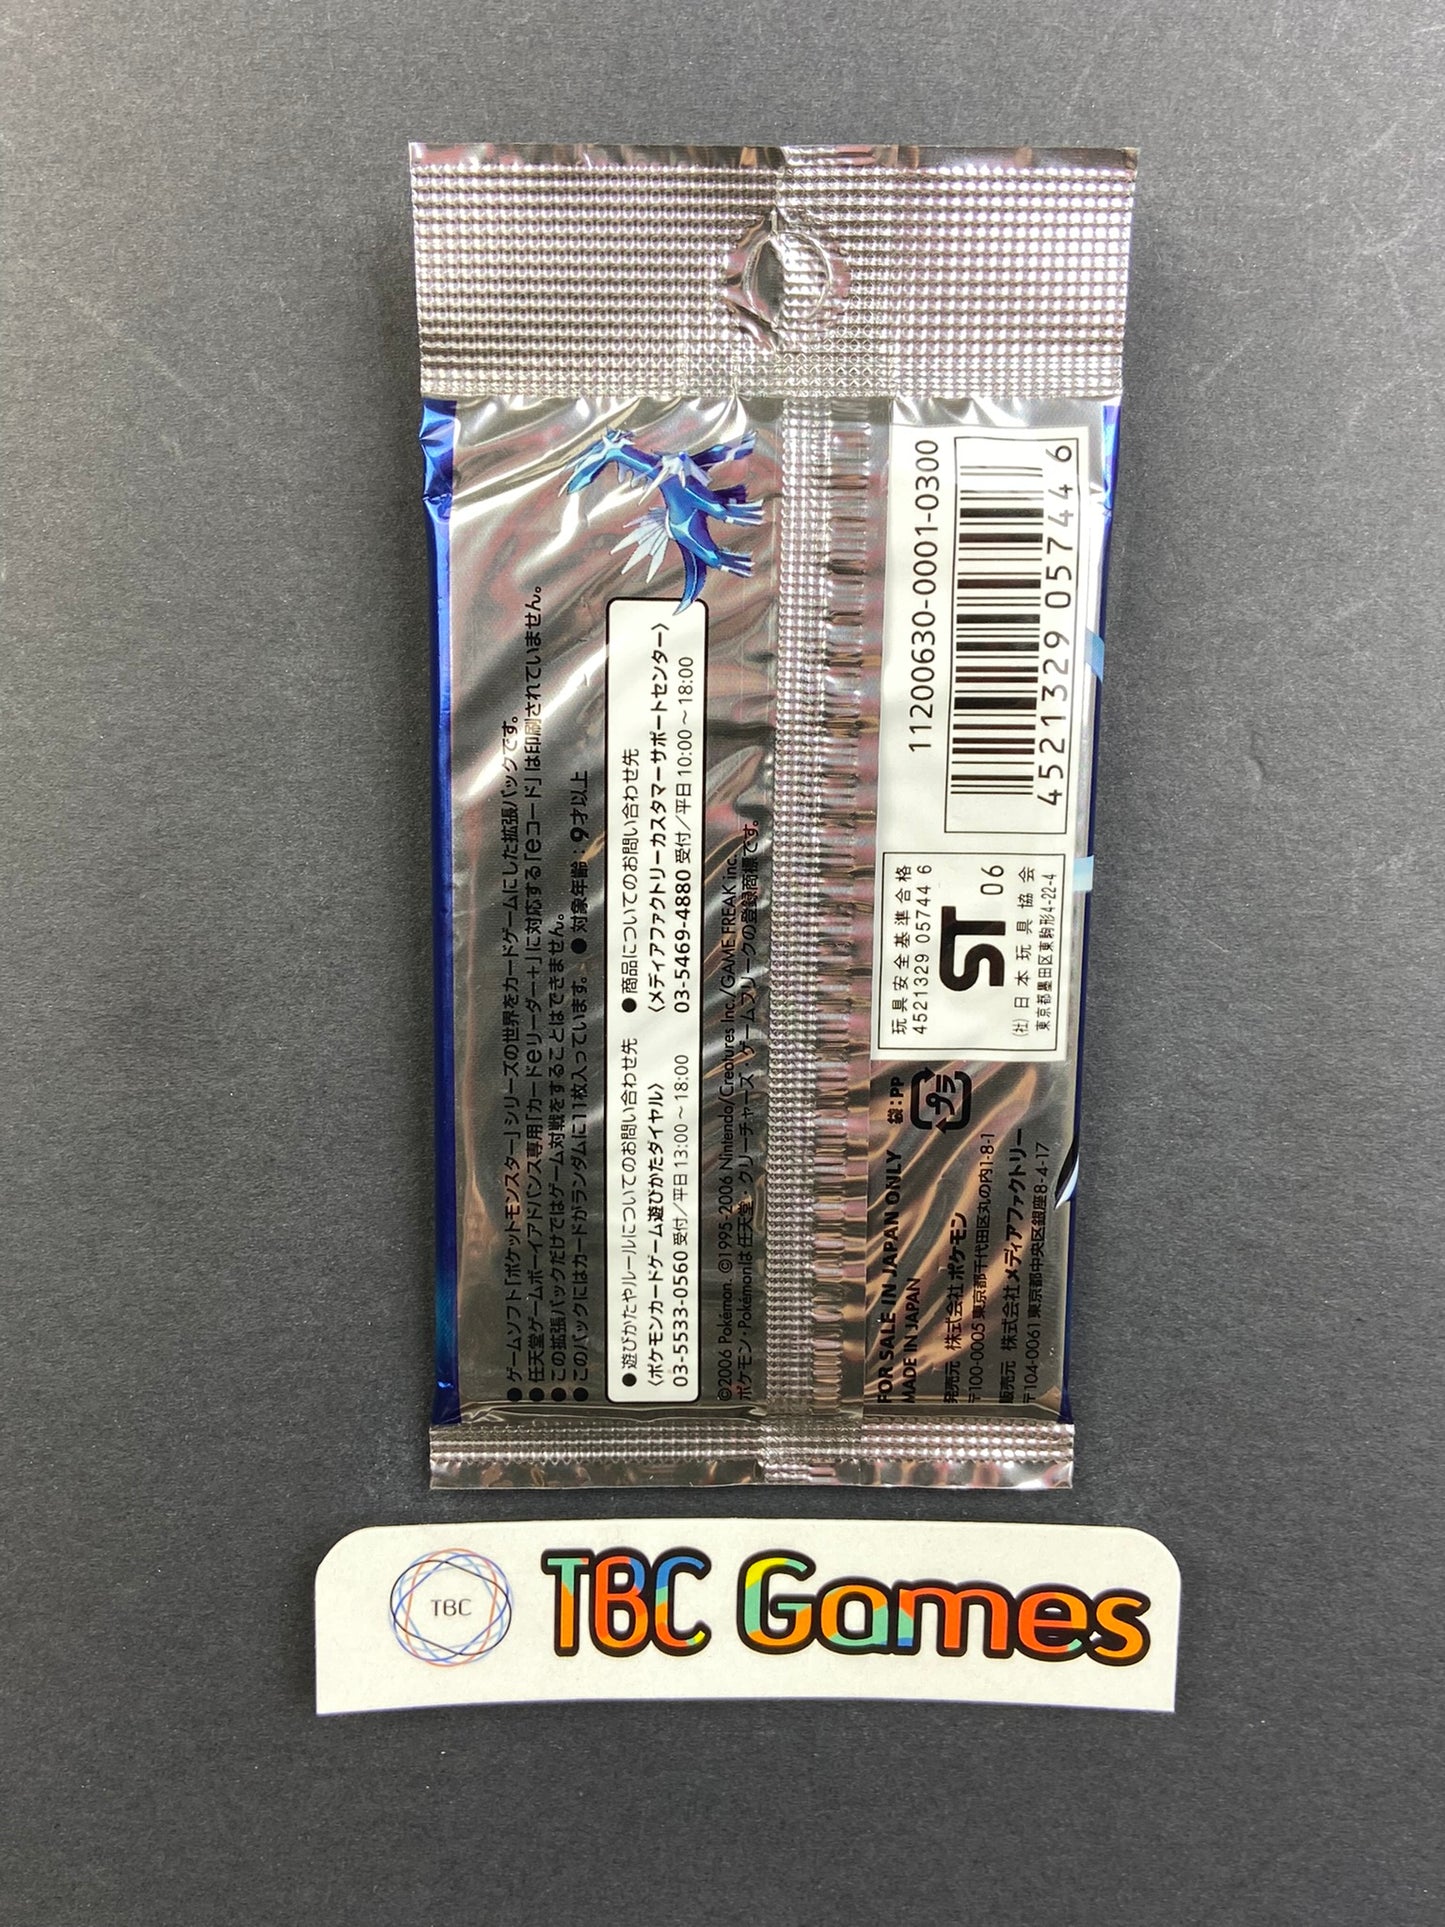 ●ゲームソフト「ポケットモンスター」シリーズの世界をカードゲームにした拡張パックです。
●任天堂ゲームボーイアドバンス専用「カードeリーダー+」に対応する「eコード」は印刷されていません。
●この拡張パックだけではゲーム対戦をすることはできません。
●このパックにはカードがランダムに11枚入っています。 ●対象年齢:9才以上
●遊びかたやルールについてのお問い合わせ先
〈ポケモンカードゲーム遊びかたダイヤル〉
03-5533-0560 受付/平日13:00~18:00
●商品についてのお問い合わせ先
〈メディアファクトリーカスタマーサポートセンター〉
03-5469-4880 受付/平日10:00~18:00
©2006 Pokémon. ©1995-2006 Nintendo/Creatures Inc./GAME FREAK inc.
ポケモン・Pokémonは任天堂・クリーチャーズ・ゲームフリークの登録商標です。
FOR SALE IN JAPAN ONLY
MADE IN JAPAN
発売元 株式会社ポケモン
〒100-0005 東京都千代田区丸の内1-8-1
販売元 株式会社メディアファクトリー
〒104-0061 東京都中央区銀座8-4-17
袋:PP
プラ
玩具安全基準合格
4521329 05744 6
ST 06
(社)日本玩具協会
東京都墨田区東駒形4-22-4
11200630-0001-0300
4521329 057446
TBC
TBC Games